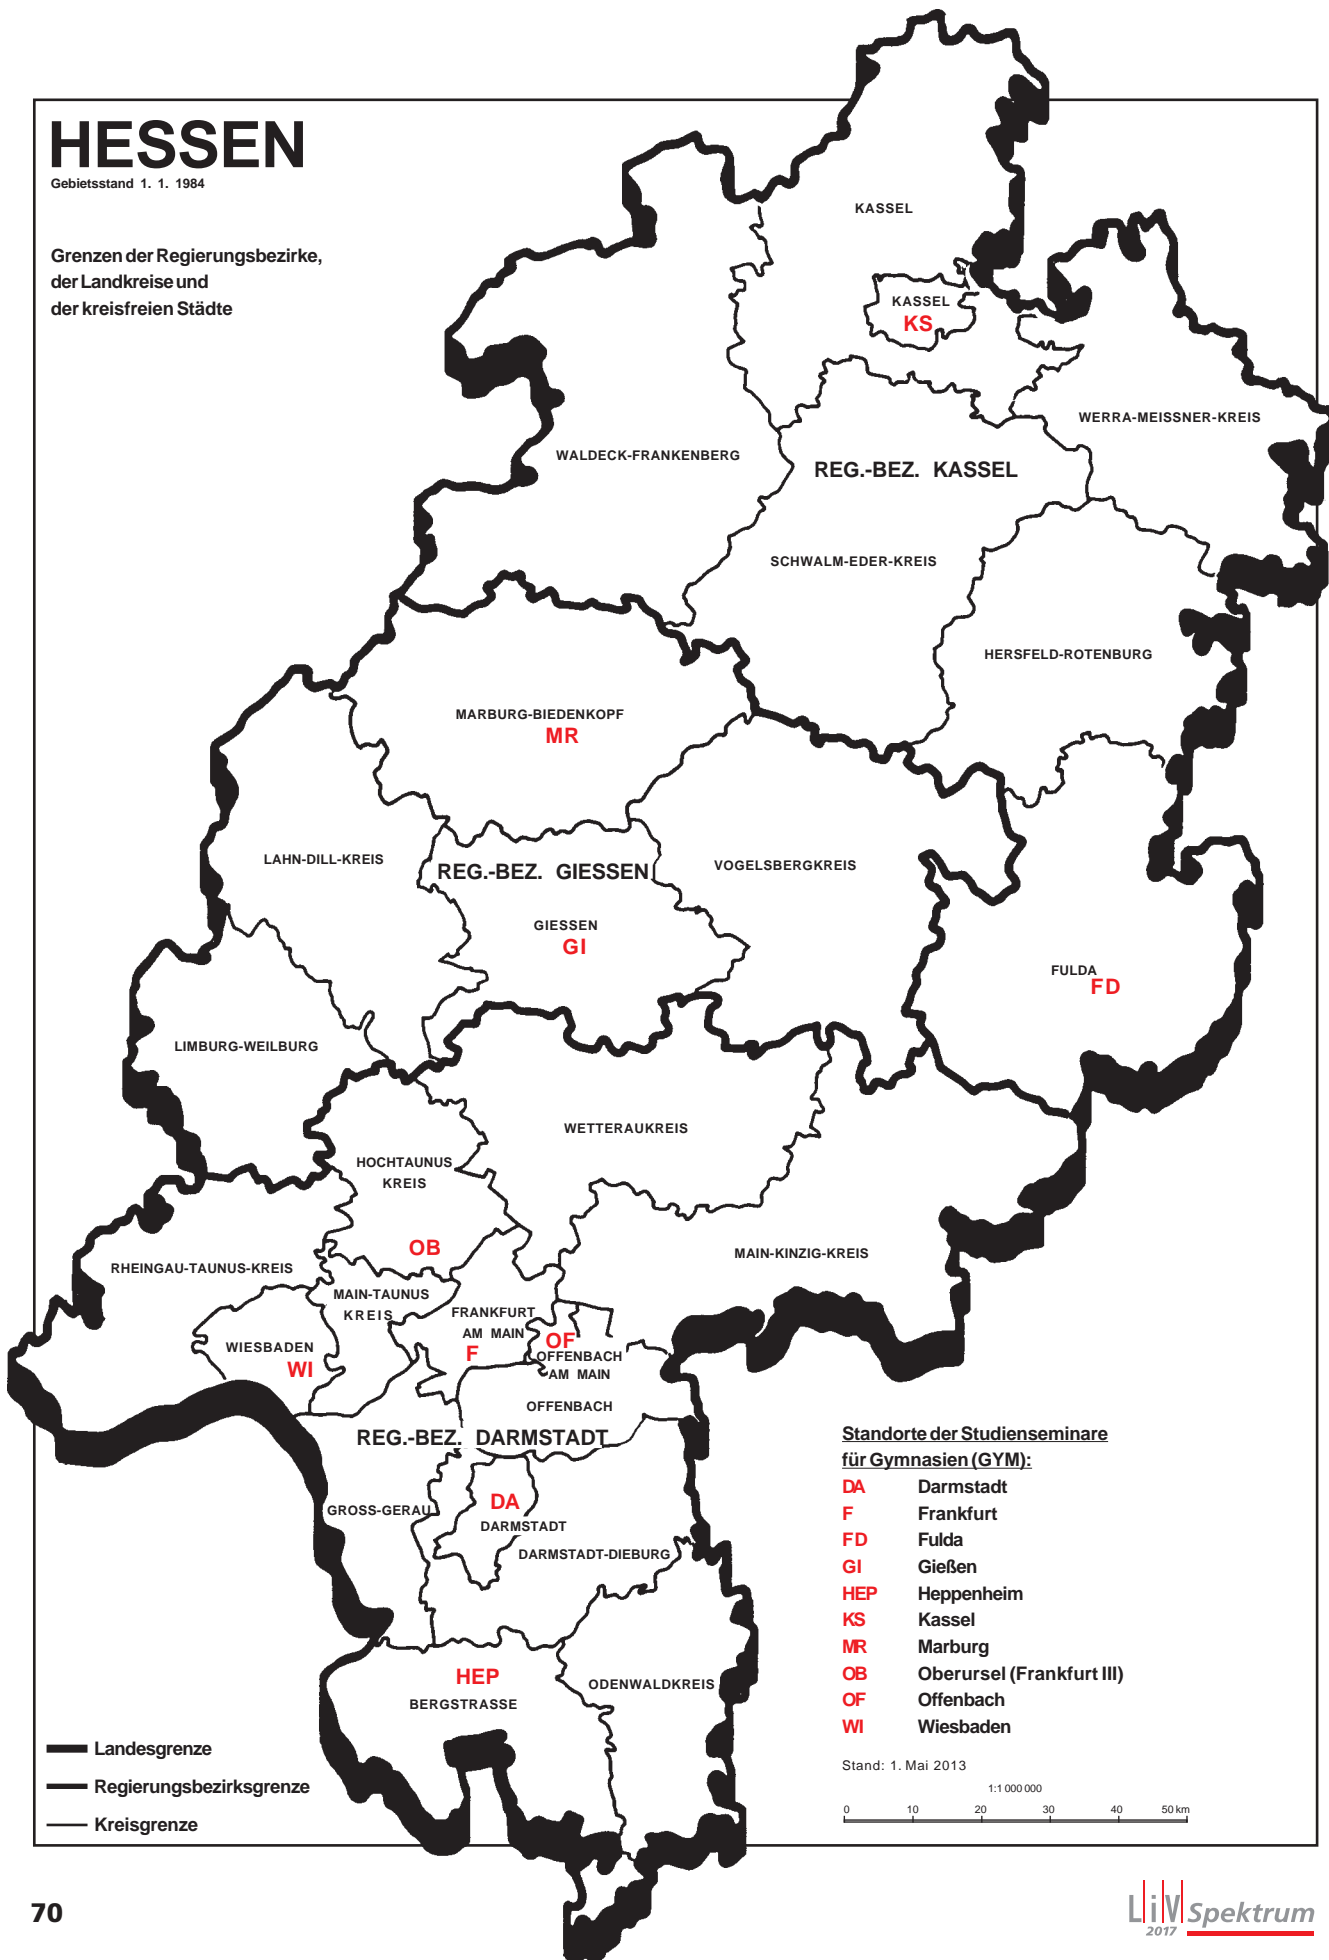 HESSEN
Gebietsstand 1. 1. 1984
Grenzen der Regierungsbezirke,
der Landkreise und
der kreisfreien Städte
KASSEL
KASSEL
KS
WERRA-MEISSNER-KREIS
WALDECK-FRANKENBERG
REG.-BEZ. KASSEL
SCHWALM-EDER-KREIS
HERSFELD-ROTENBURG
MARBURG-BIEDENKOPF
MR
LAHN-DILL-KREIS
REG.-BEZ. GIESSEN
VOGELSBERGKREIS
GIESSEN
GI
FULDA
FD
LIMBURG-WEILBURG
WETTERAUKREIS
HOCHTAUNUS
KREIS
OB
MAIN-KINZIG-KREIS
RHEINGAU-TAUNUS-KREIS
MAIN-TAUNUS
KREIS
FRANKFURT
AM MAIN
F
OF
OFFENBACH
AM MAIN
WIESBADEN
WI
OFFENBACH
REG.-BEZ. DARMSTADT
GROSS-GERAU
DA
DARMSTADT
DARMSTADT-DIEBURG
HEP
BERGSTRASSE
ODENWALDKREIS
Standorte der Studienseminare
für Gymnasien (GYM):
DA Darmstadt
F Frankfurt
FD Fulda
GI Gießen
HEP Heppenheim
KS Kassel
MR Marburg
OB Oberursel (Frankfurt III)
OF Offenbach
WI Wiesbaden
Stand: 1. Mai 2013
1:1 000 000
0 10 20 30 40 50 km
Landesgrenze
Regierungsbezirksgrenze
Kreisgrenze
70
LiV Spektrum
2017